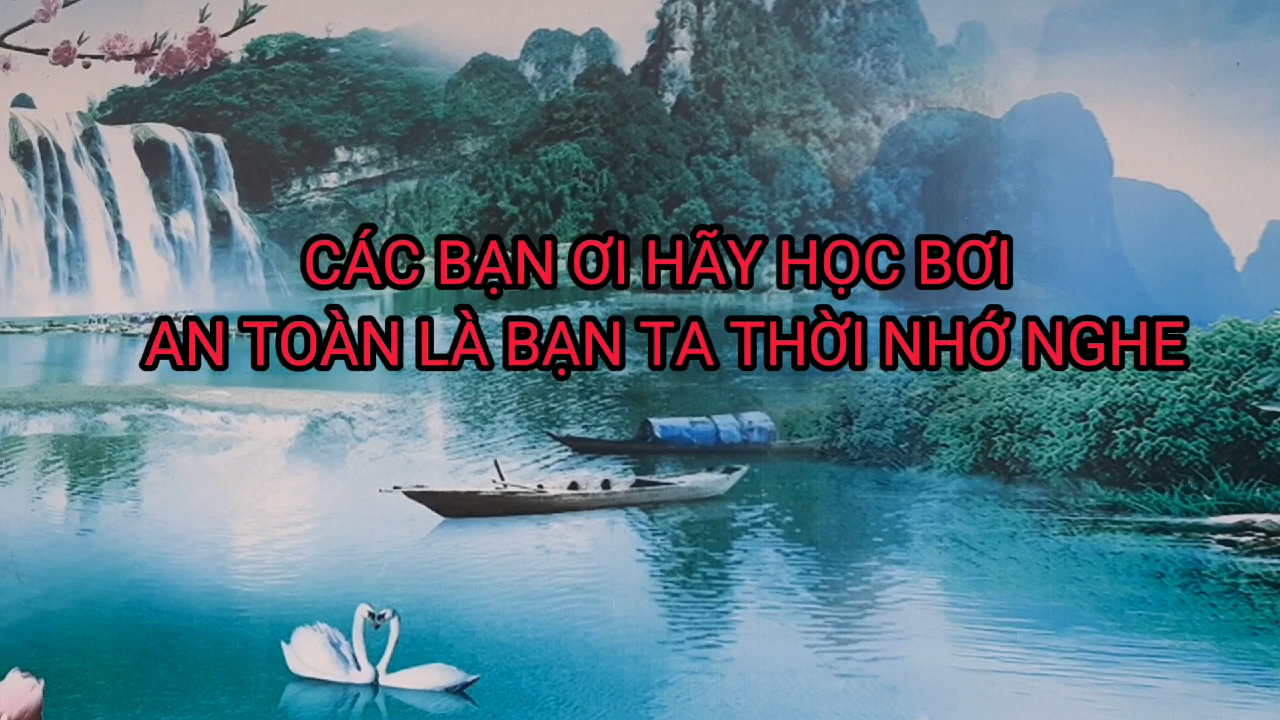 CÁC BẠN ƠI HÃY HỌC BƠI
AN TOÀN LÀ BẠN TA THỜI NHỚ NGHE